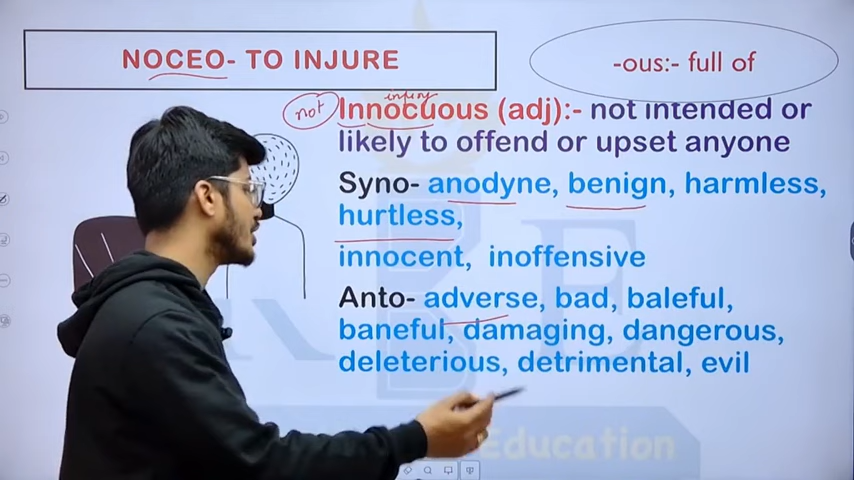 NOCEO- TO INJURE
-ous:- full of
not
injury
Innocuous (adj):- not intended or
likely to offend or upset anyone
Syno- anodyne, benign, harmless,
hurtless,
innocent, inoffensive
Anto- adverse, bad, baleful,
baneful, damaging, dangerous,
deleterious, detrimental, evil
Education